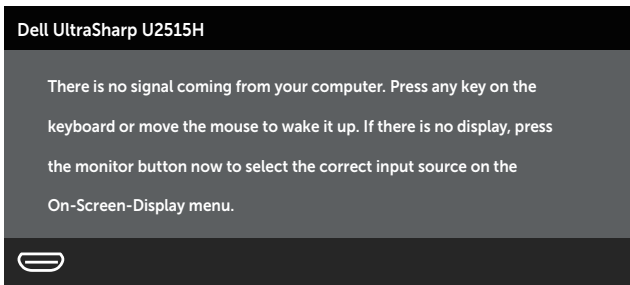 Dell UltraSharp U2515H
There is no signal coming from your computer. Press any key on the
keyboard or move the mouse to wake it up. If there is no display, press
the monitor button now to select the correct input source on the
On-Screen-Display menu.